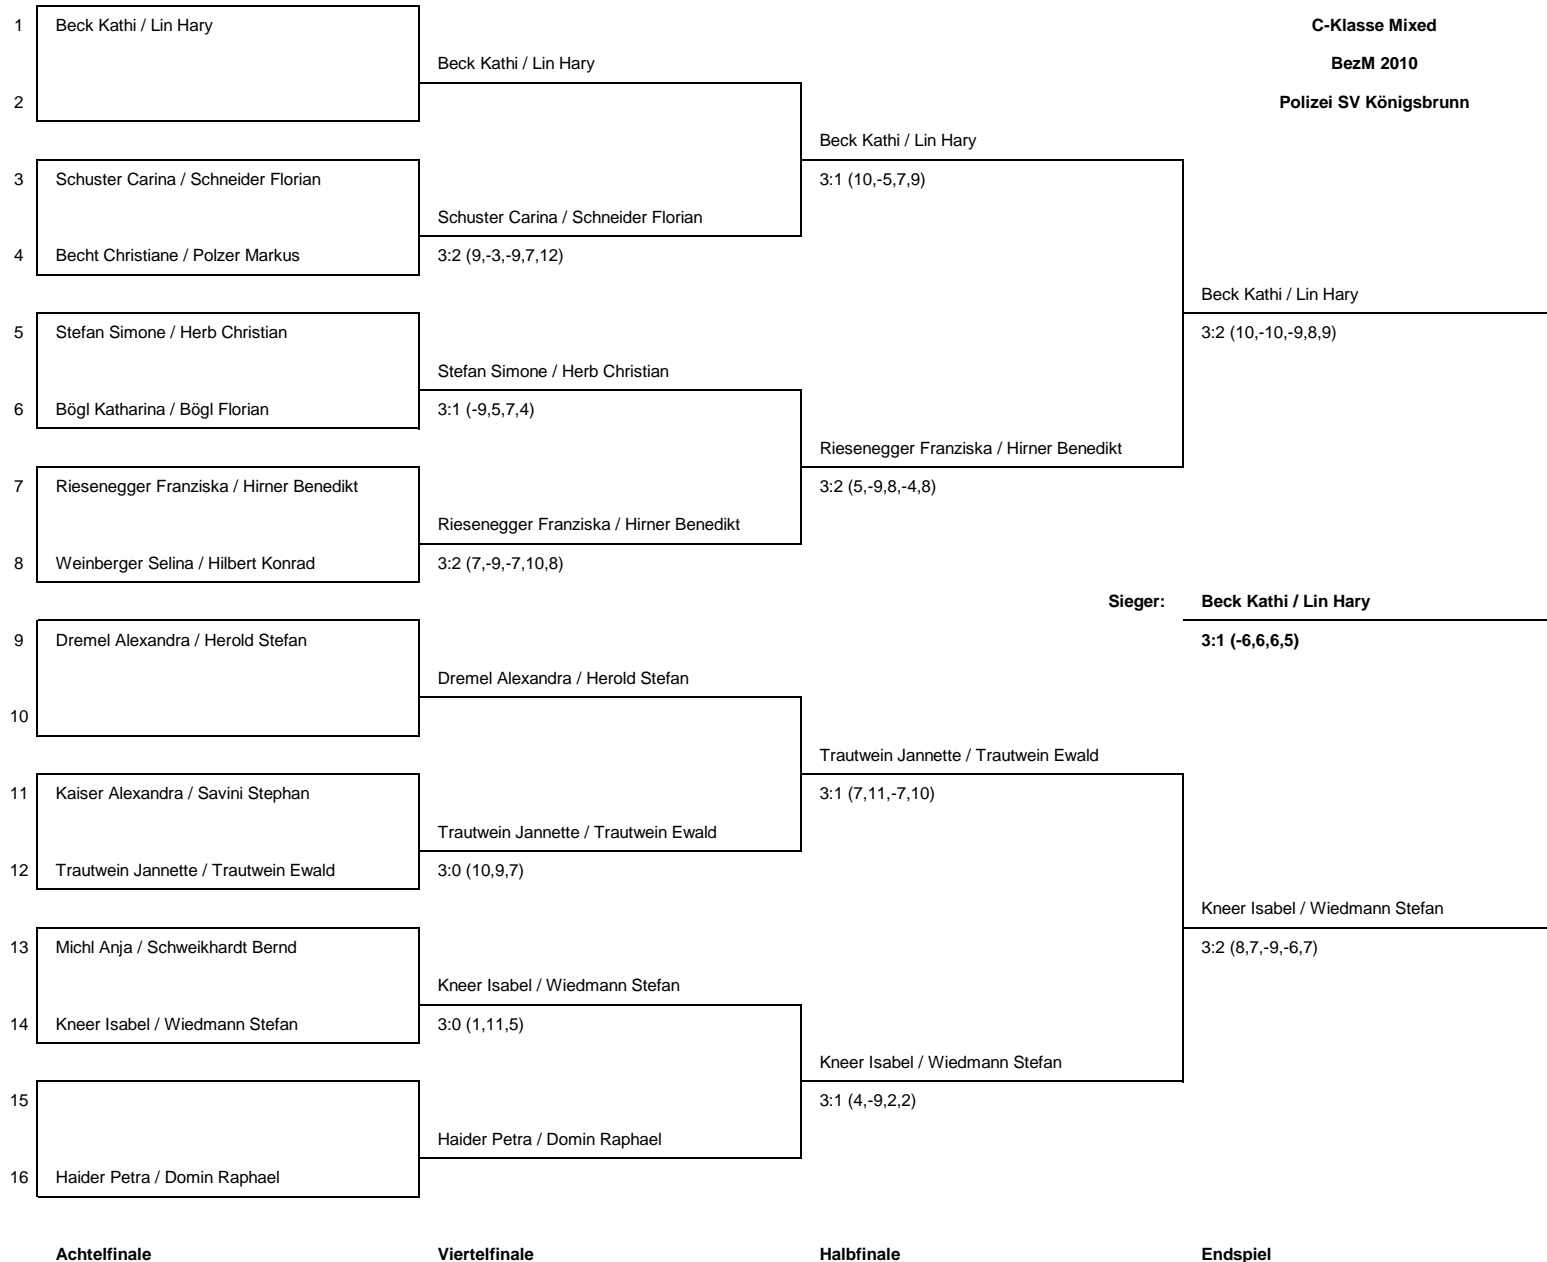 1 Beck Kathi / Lin Hary C-Klasse Mixed
Beck Kathi / Lin Hary BezM 2010
2 Polizei SV Königsbrunn
Beck Kathi / Lin Hary
3 Schuster Carina / Schneider Florian 3:1 (10,-5,7,9)
Schuster Carina / Schneider Florian
4 Becht Christiane / Polzer Markus 3:2 (9,-3,-9,7,12)
Beck Kathi / Lin Hary
5 Stefan Simone / Herb Christian 3:2 (10,-10,-9,8,9)
Stefan Simone / Herb Christian
6 Bögl Katharina / Bögl Florian 3:1 (-9,5,7,4)
Riesenegger Franziska / Hirner Benedikt
7 Riesenegger Franziska / Hirner Benedikt 3:2 (5,-9,8,-4,8)
Riesenegger Franziska / Hirner Benedikt
8 Weinberger Selina / Hilbert Konrad 3:2 (7,-9,-7,10,8)
Sieger: Beck Kathi / Lin Hary
9 Dremel Alexandra / Herold Stefan 3:1 (-6,6,6,5)
Dremel Alexandra / Herold Stefan
10
Trautwein Jannette / Trautwein Ewald
11 Kaiser Alexandra / Savini Stephan 3:1 (7,11,-7,10)
Trautwein Jannette / Trautwein Ewald
12 Trautwein Jannette / Trautwein Ewald 3:0 (10,9,7)
Kneer Isabel / Wiedmann Stefan
13 Michl Anja / Schweikhardt Bernd 3:2 (8,7,-9,-6,7)
Kneer Isabel / Wiedmann Stefan
14 Kneer Isabel / Wiedmann Stefan 3:0 (1,11,5)
Kneer Isabel / Wiedmann Stefan
15 3:1 (4,-9,2,2)
Haider Petra / Domin Raphael
16 Haider Petra / Domin Raphael
Achtelfinale Viertelfinale Halbfinale Endspiel